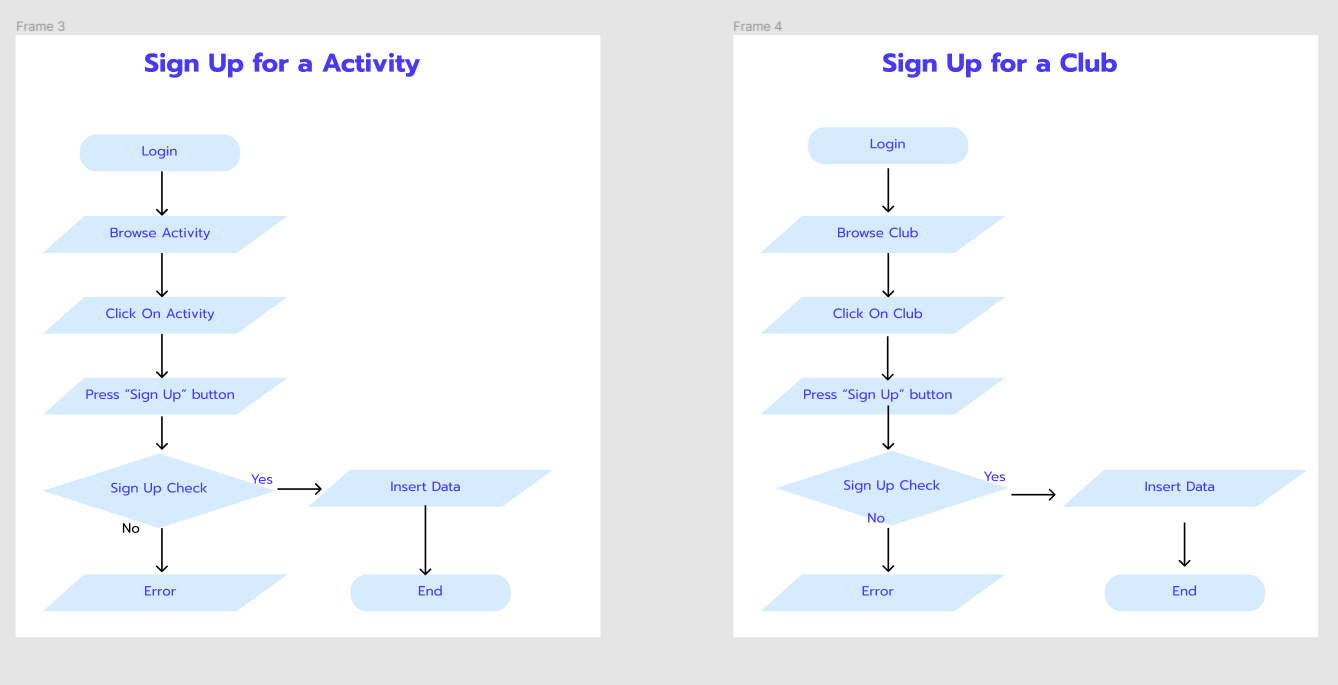 Frame 3
Sign Up for a Activity
Login
Browse Activity
Click On Activity
Press “Sign Up” button
Sign Up Check
Yes
Insert Data
No
Error
End
Frame 4
Sign Up for a Club
Login
Browse Club
Click On Club
Press “Sign Up” button
Sign Up Check
Yes
Insert Data
No
Error
End